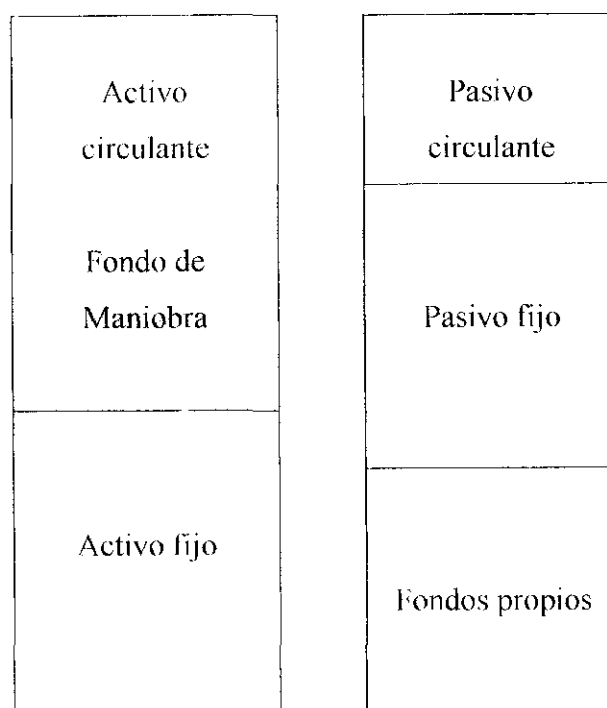 Activo
circulante
Fondo de
Maniobra
Activo fijo
Pasivo
circulante
Pasivo fijo
Fondos propios